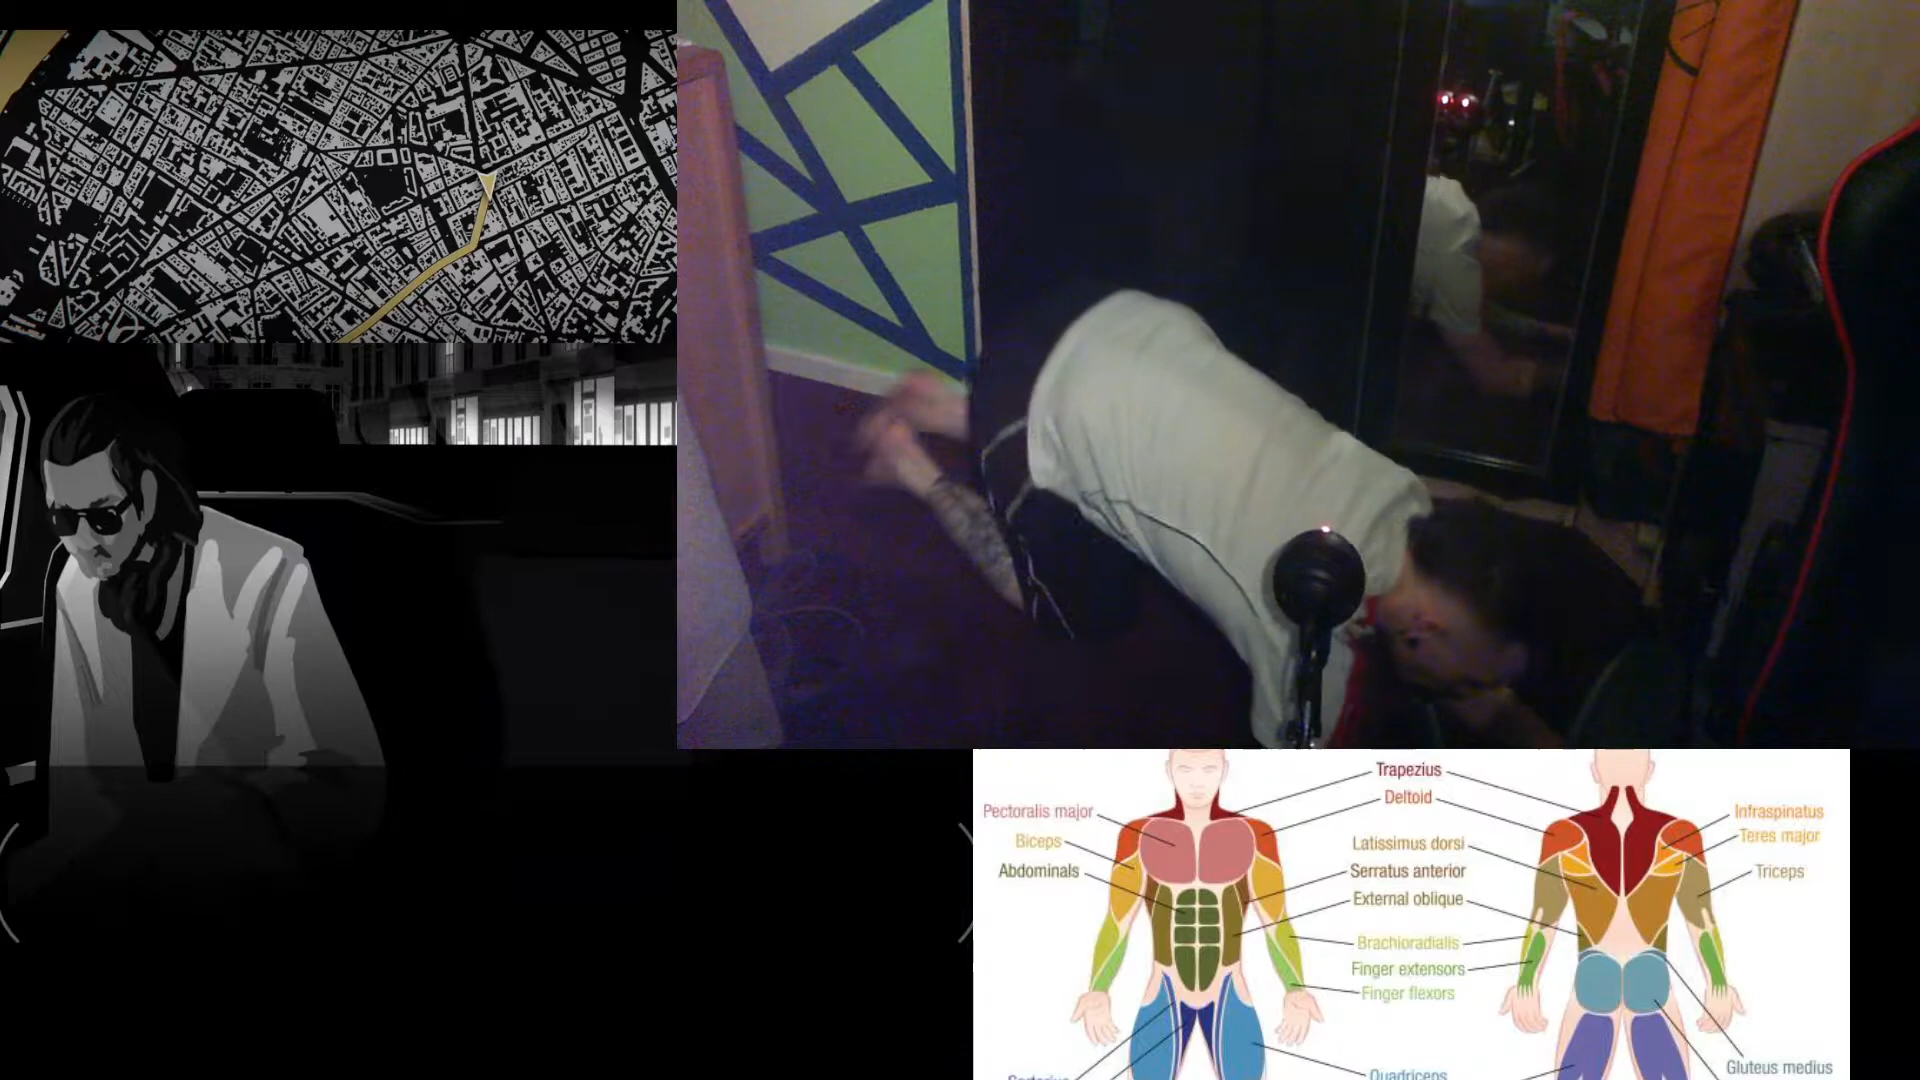 Trapezius
Deltoid
Pectoralis major
Biceps
Abdominals
Latissimus dorsi
Serratus anterior
External oblique
Brachioradialis
Finger extensors
Finger flexors
Quadriceps
Infraspinatus
Teres major
Triceps
Gluteus medius